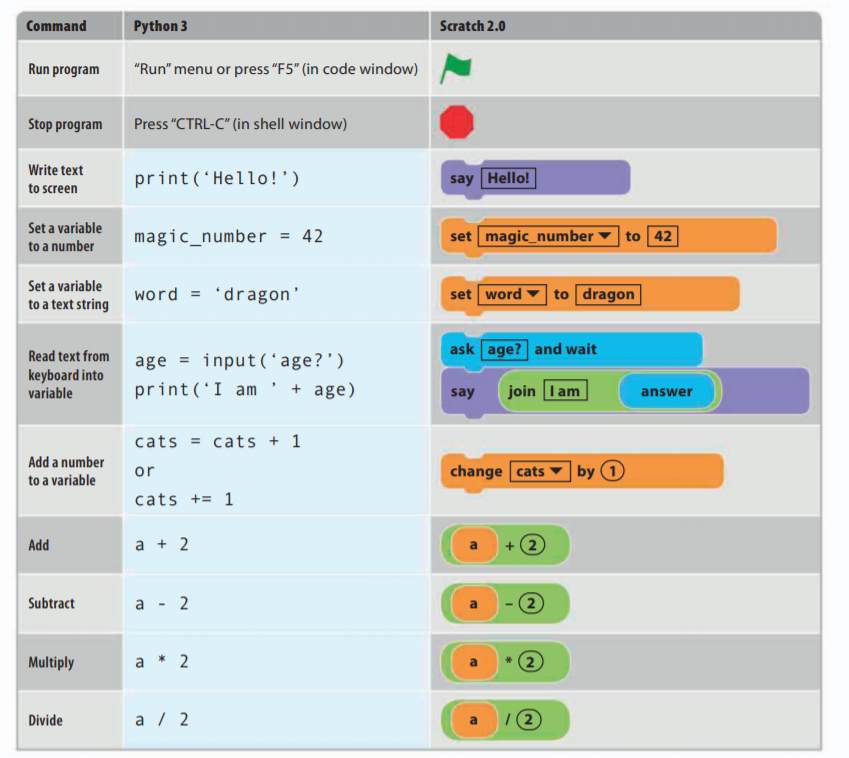 Command Python 3 Scratch 2.0
Run program “Run” menu or press “F5” (in code window)
Stop program Press “CTRL-C” (in shell window)
Write text
to screen
print(‘Hello!’)
say Hello!
Set a variable
to a number
magic_number = 42
set magic_number to 42
Set a variable
to a text string
word = ‘dragon’
set word to dragon
Read text from
keyboard into
variable
age = input(‘age?’)
print(‘I am ’ + age)
ask age? and wait
say join I am answer
Add a number
to a variable
cats = cats + 1
or
cats += 1
change cats by 1
Add a + 2 a + 2
Subtract a - 2 a – 2
Multiply a * 2 a * 2
Divide a / 2 a / 2